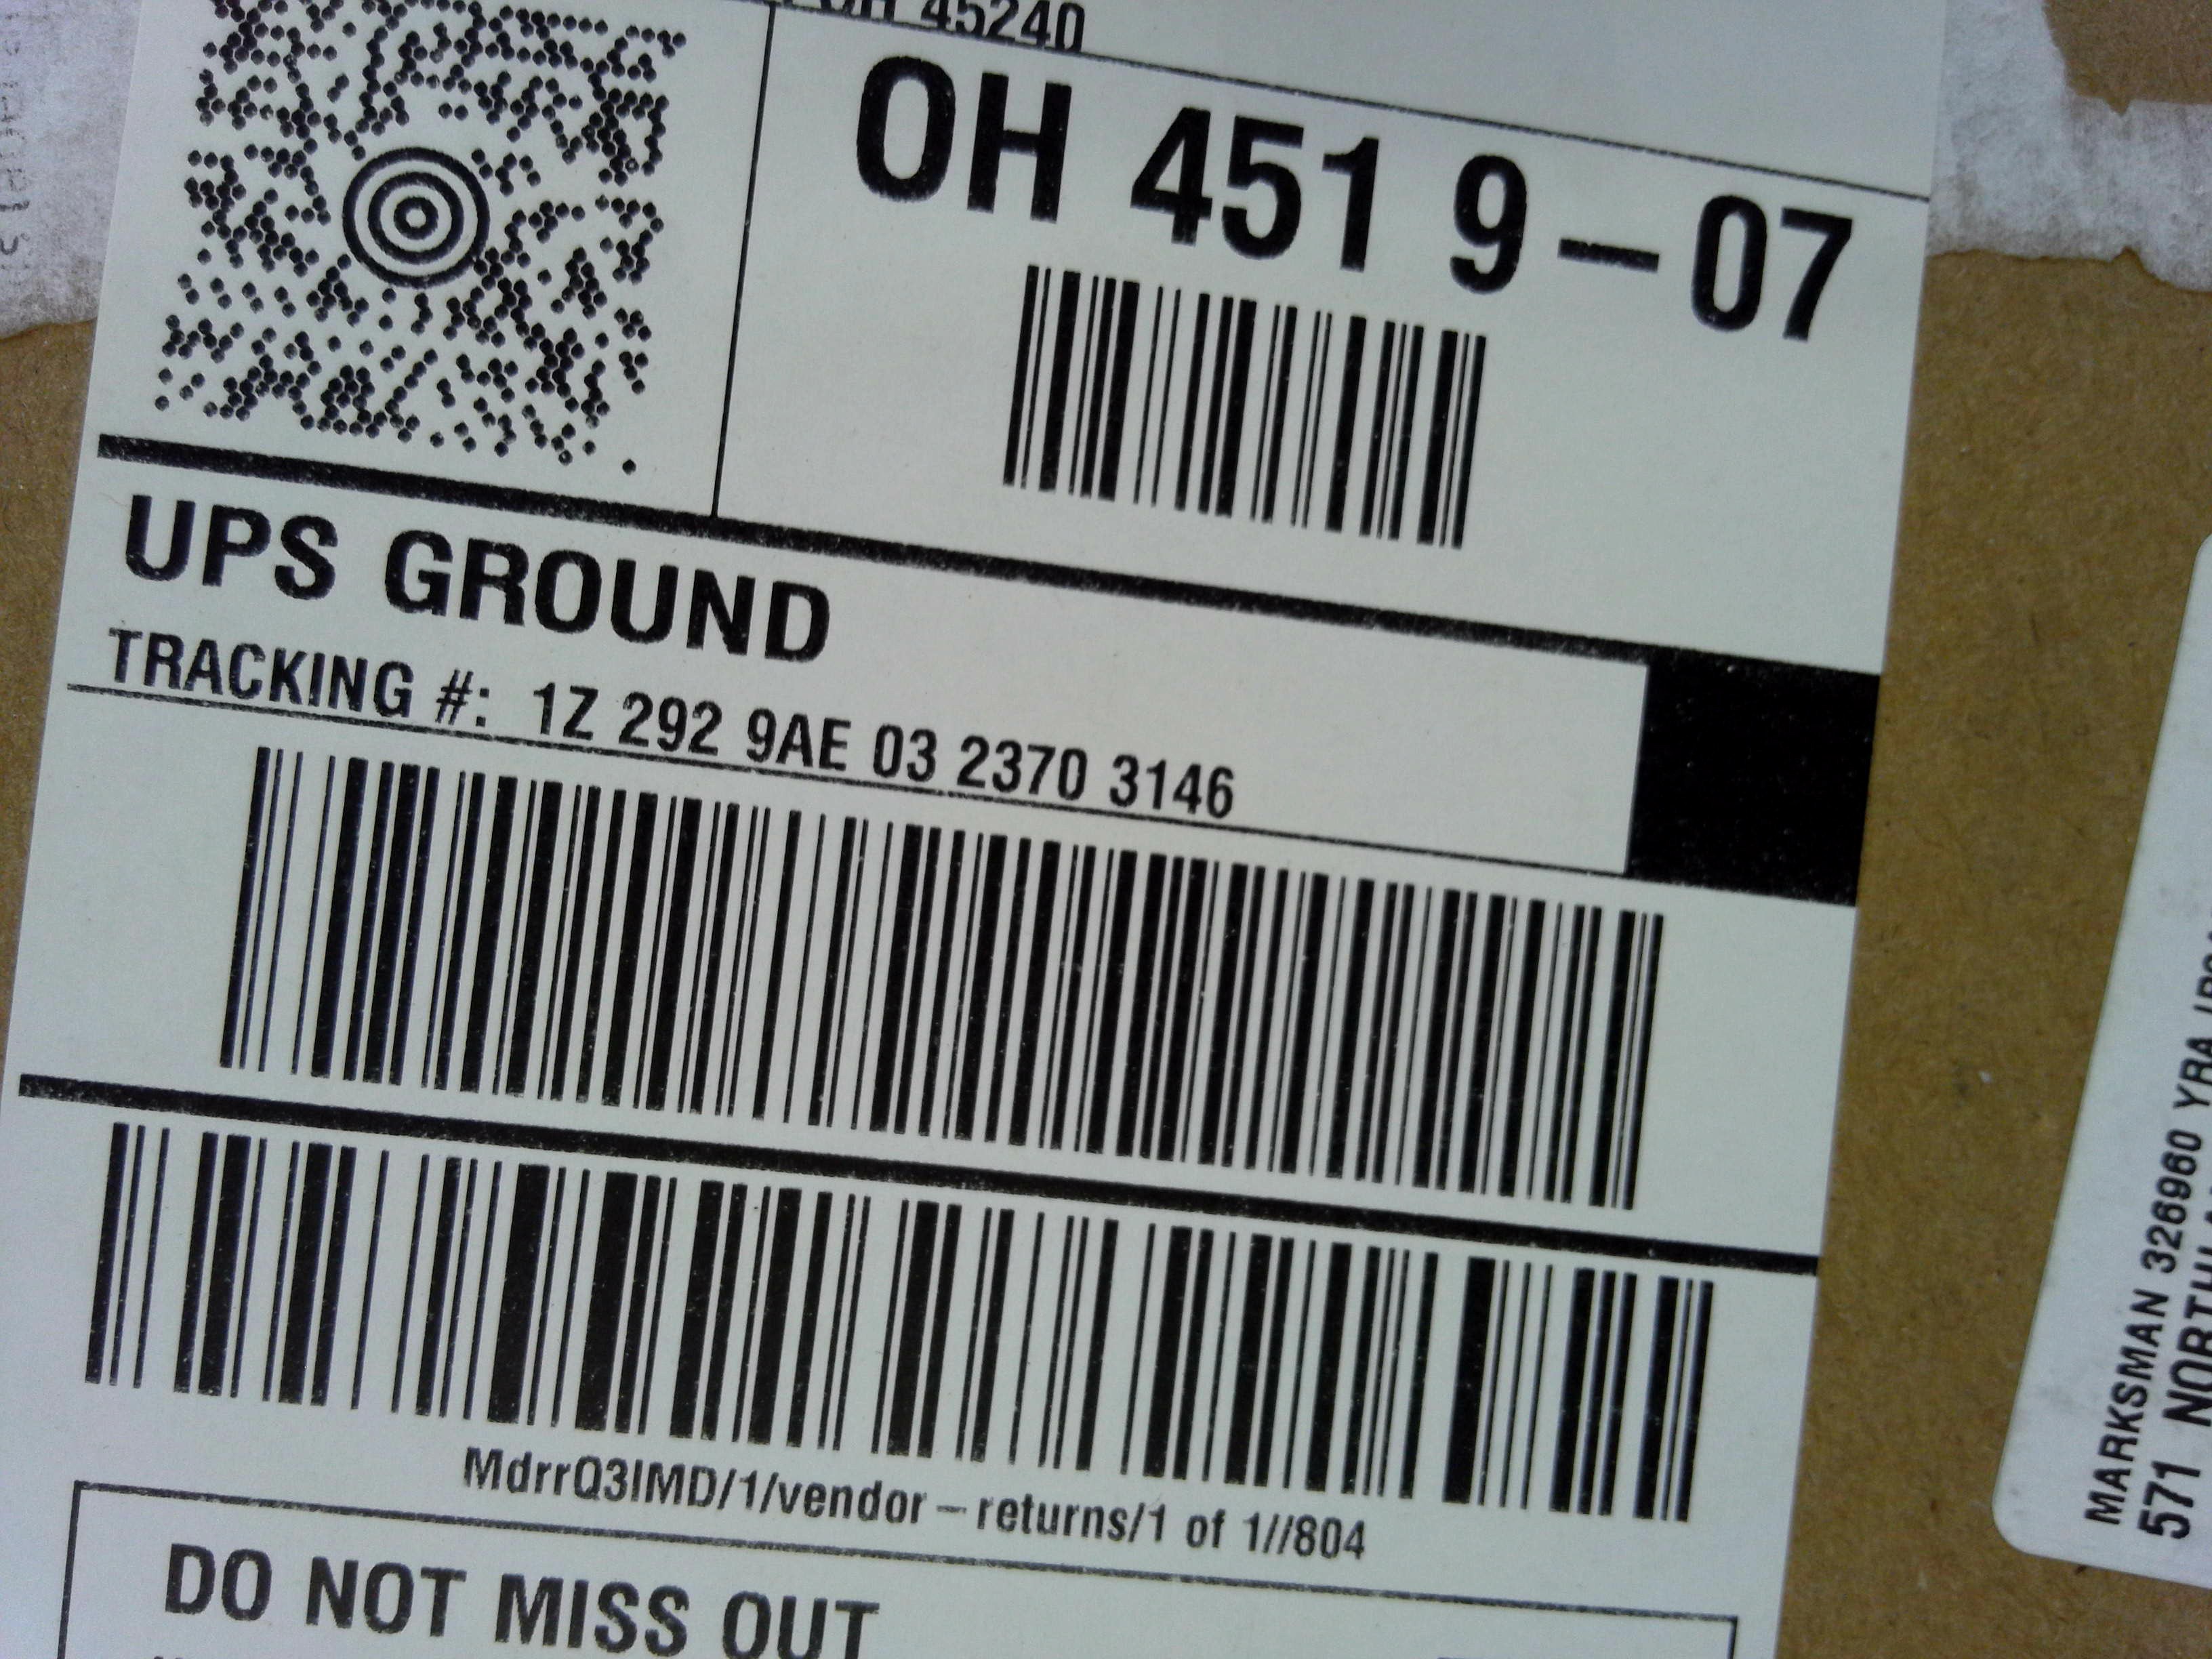 OH 45240
OH 451 9-07
UPS GROUND
TRACKING #: 1Z 292 9AE 03 2370 3146
MdrrQ3IMD/1/vendor-returns/1 of 1//804
DO NOT MISS OUT
MARKSMAN 326960 YRA
571